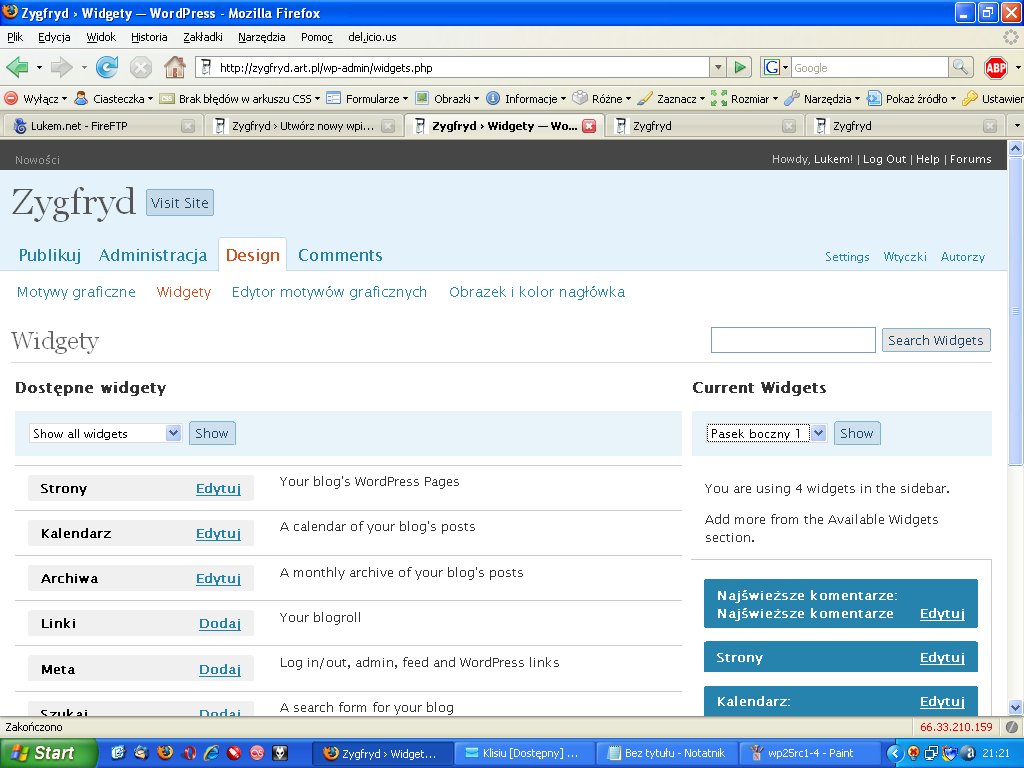 Zygfryd › Widgety — WordPress - Mozilla Firefox
Plik Edycja Widok Historia Zakładki Narzędzia Pomoc del.icio.us
http://zygfryd.art.pl/wp-admin/widgets.php G Google ABP
Wyłącz Ciasteczka Brak błędów w arkuszu CSS Formularze Obrazki Informacje Różne Zaznacz Rozmiar Narzędzia Pokaż źródło Ustawier
Lukem.net - FireFTP Zygfryd › Utwórz nowy wpi... Zygfryd › Widgety — Wo... Zygfryd Zygfryd
Nowości Howdy, Lukem! | Log Out | Help | Forums
Zygfryd Visit Site
Publikuj Administracja Design Comments Settings Wtyczki Autorzy
Motywy graficzne Widgety Edytor motywów graficznych Obrazek i kolor nagłówka
Widgety Search Widgets
Dostępne widgety Current Widgets
Show all widgets Show Pasek boczny 1 Show
Strony Edytuj Your blog's WordPress Pages
You are using 4 widgets in the sidebar.
Kalendarz Edytuj A calendar of your blog's posts
Add more from the Available Widgets
section.
Archiwa Edytuj A monthly archive of your blog's posts
Najświeższe komentarze:
Najświeższe komentarze Edytuj
Linki Dodaj Your blogroll
Strony Edytuj
Meta Dodaj Log in/out, admin, feed and WordPress links
Kalendarz: Edytuj
Szukaj Dodaj A search form for your blog
Zakończono 66.33.210.159
Start Zygfryd › Widget... Klisiu [Dostępny] ... Bez tytułu - Notatnik wp25rc1-4 - Paint 21:21